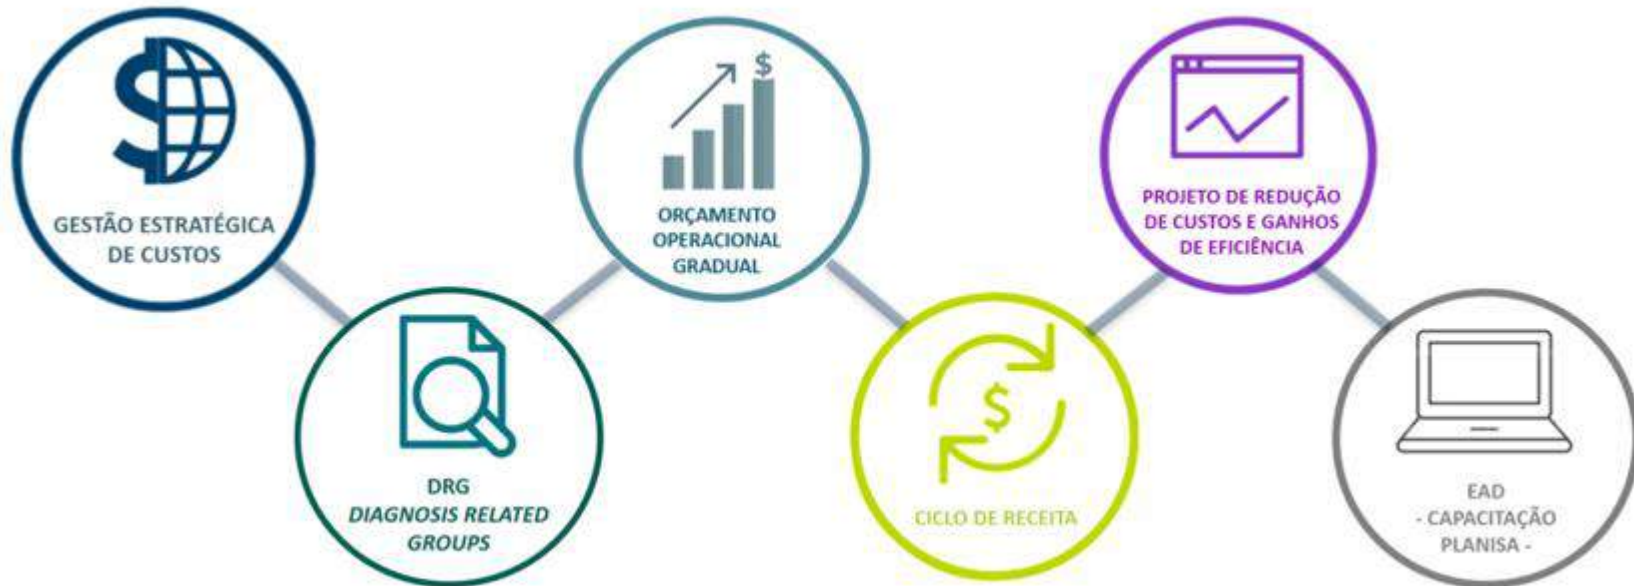 GESTÃO ESTRATÉGICA
DE CUSTOS
DRG
DIAGNOSIS RELATED
GROUPS
$
ORÇAMENTO
OPERACIONAL
GRADUAL
$
CICLO DE RECEITA
PROJETO DE REDUÇÃO
DE CUSTOS E GANHOS
DE EFICIÊNCIA
EAD
- CAPACITAÇÃO
PLANISA -